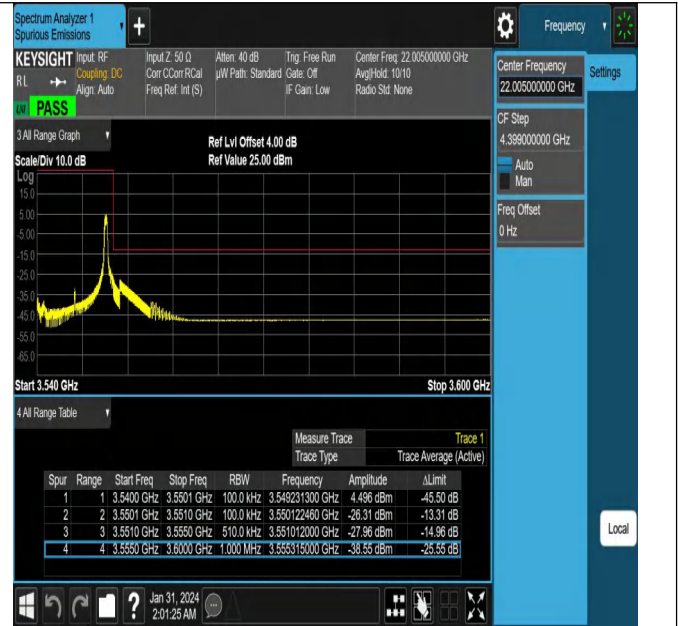 Spectrum Analyzer 1
Spurious Emissions
+
Frequency
KEYSIGHT Input: RF Input Z: 50 Ω Atten: 40 dB Trig: Free Run Center Freq: 22.005000000 GHz
RL Coupling: DC Corr CCorr RCal µW Path: Standard Gate: Off Avg|Hold: 10/10
Align: Auto Freq Ref: Int (S) IF Gain: Low Radio Std: None
LNI PASS
Center Frequency
22.005000000 GHz
Settings
CF Step
4.399000000 GHz
Auto
Man
Freq Offset
0 Hz
3 All Range Graph
Ref Lvl Offset 4.00 dB
Scale/Div 10.0 dB Ref Value 25.00 dBm
Log
15.0
5.00
-5.00
-15.0
-25.0
-35.0
-45.0
-55.0
-65.0
Start 3.540 GHz Stop 3.600 GHz
4 All Range Table
Measure Trace Trace 1
Trace Type Trace Average (Active)
Spur Range Start Freq Stop Freq RBW Frequency Amplitude ΔLimit
1 1 3.5400 GHz 3.5501 GHz 100.0 kHz 3.549231300 GHz 4.496 dBm -45.50 dB
2 2 3.5501 GHz 3.5510 GHz 100.0 kHz 3.550122460 GHz -26.31 dBm -13.31 dB
3 3 3.5510 GHz 3.5550 GHz 510.0 kHz 3.551012000 GHz -27.96 dBm -14.96 dB
4 4 3.5550 GHz 3.6000 GHz 1.000 MHz 3.555315000 GHz -38.55 dBm -25.55 dB
Local
? Jan 31, 2024
2:01:25 AM